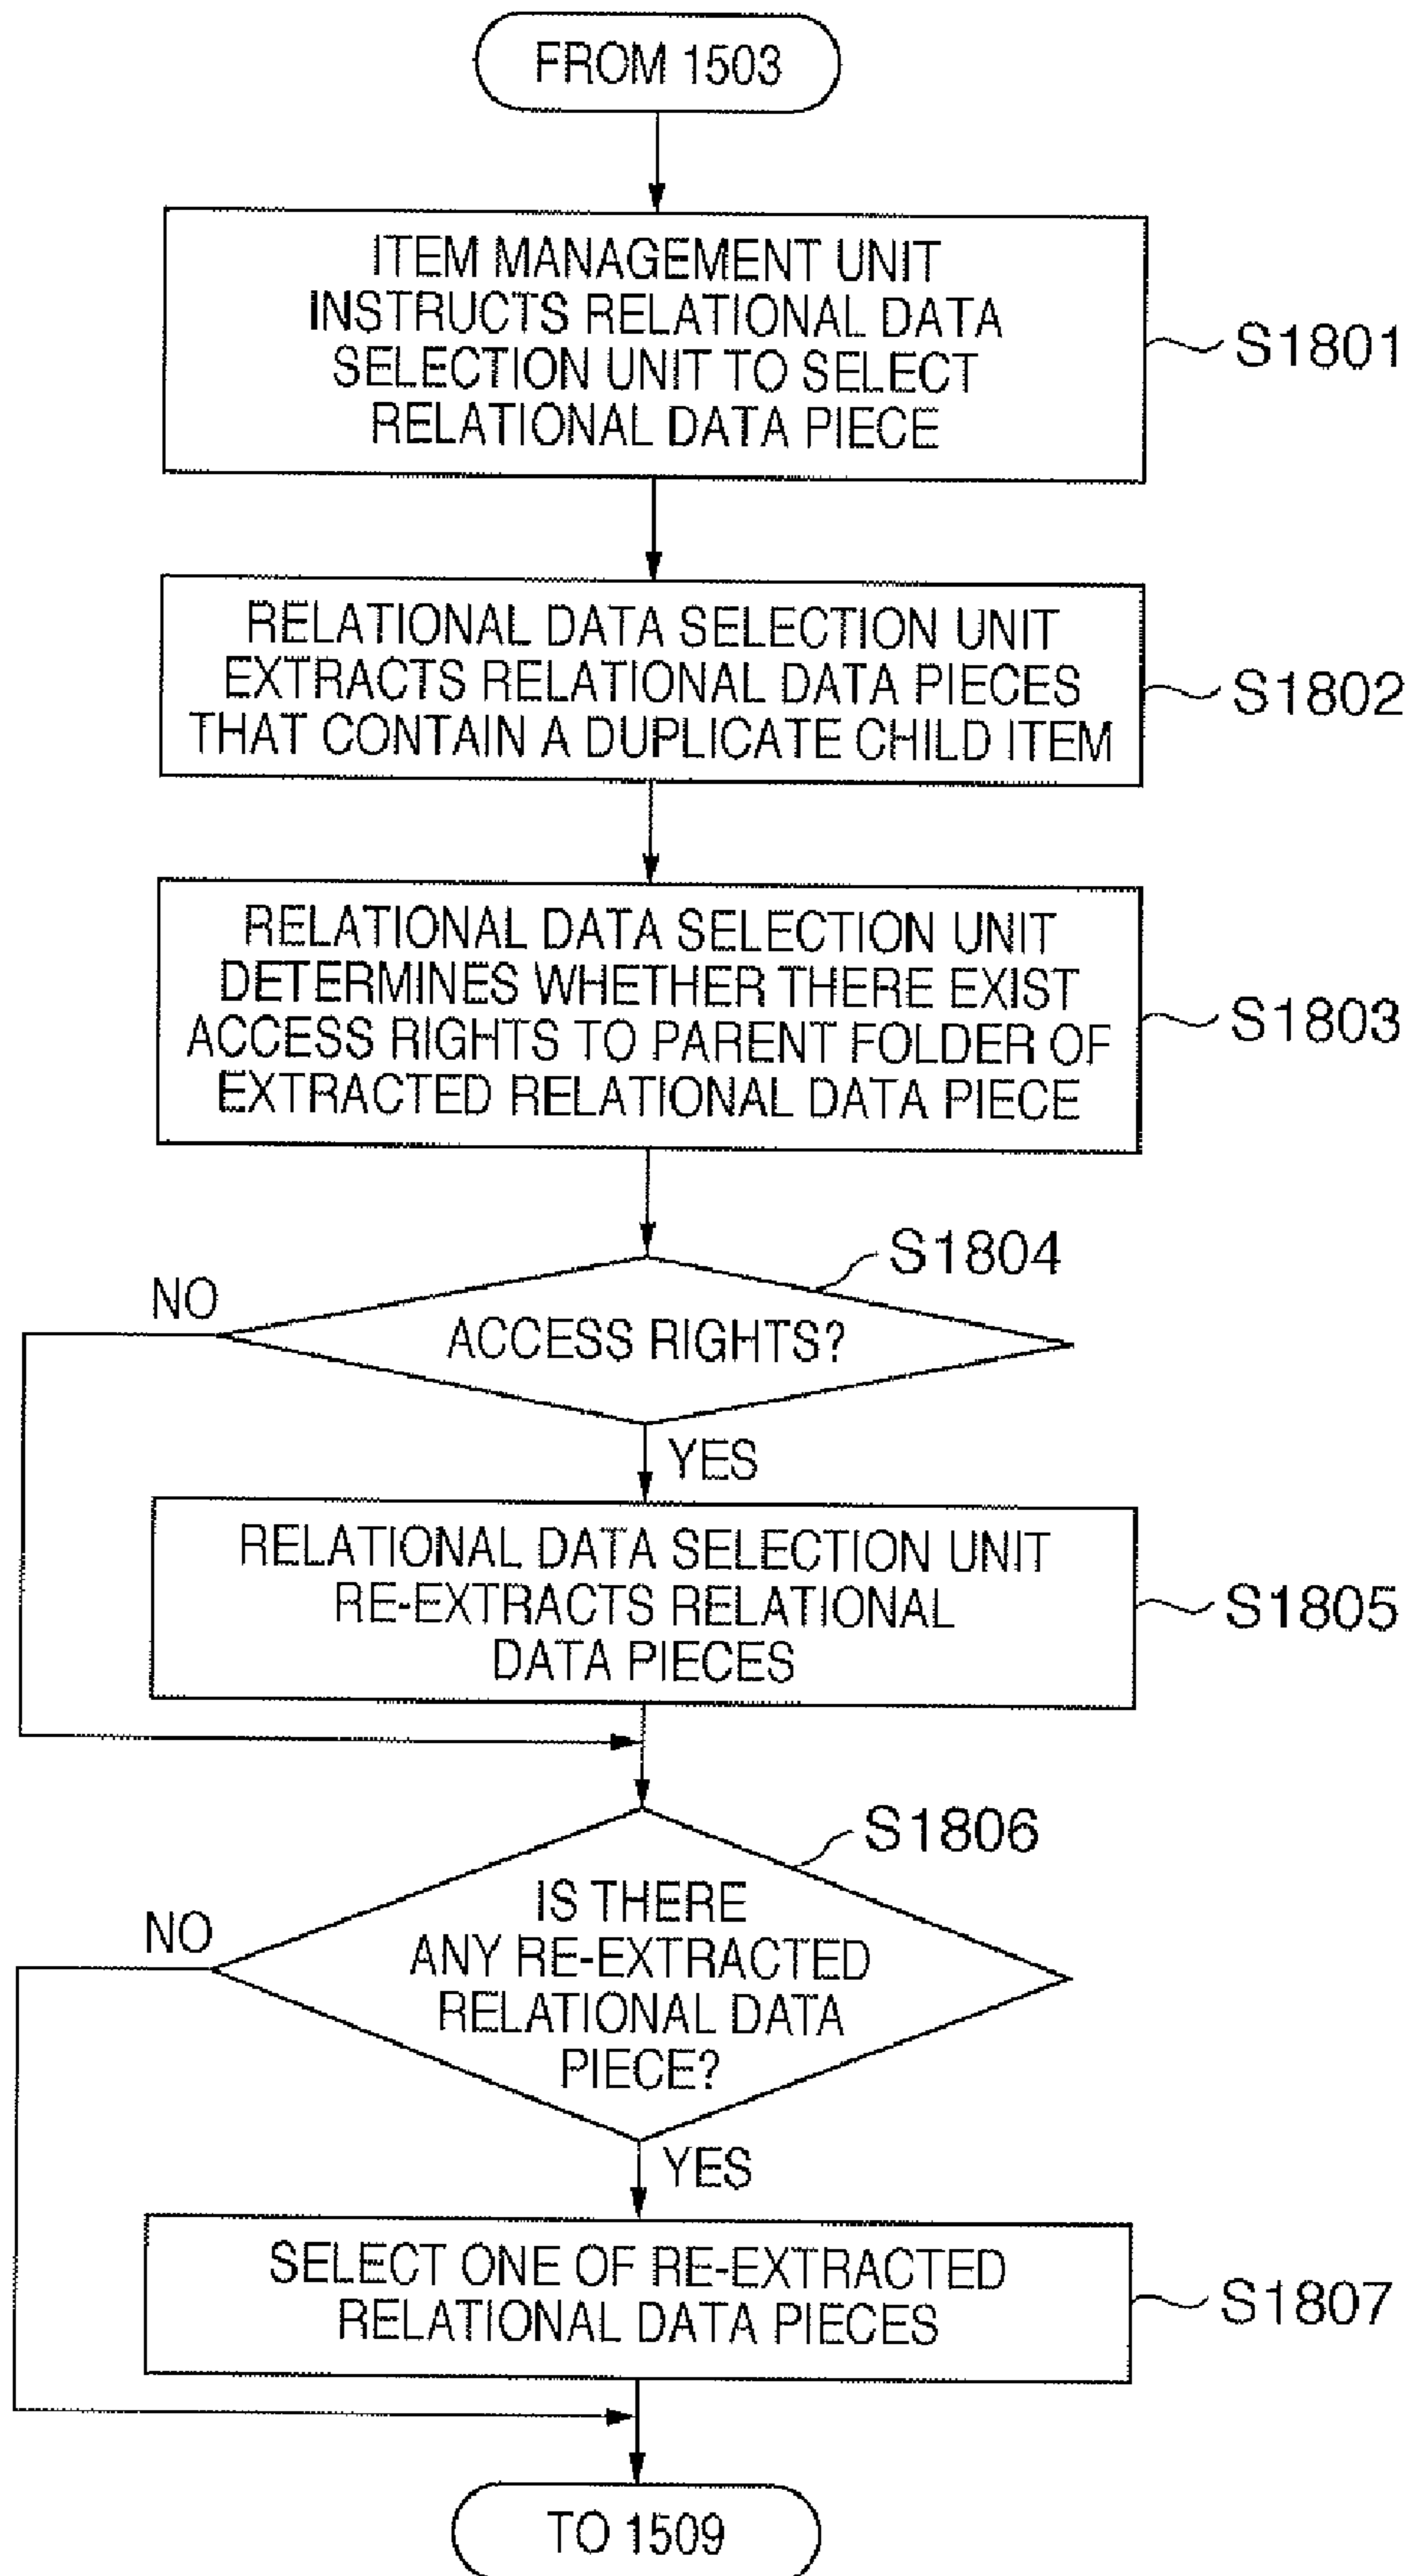 FROM 1503
ITEM MANAGEMENT UNIT
INSTRUCTS RELATIONAL DATA
SELECTION UNIT TO SELECT
RELATIONAL DATA PIECE
S1801
RELATIONAL DATA SELECTION UNIT
EXTRACTS RELATIONAL DATA PIECES
THAT CONTAIN A DUPLICATE CHILD ITEM
S1802
RELATIONAL DATA SELECTION UNIT
DETERMINES WHETHER THERE EXIST
ACCESS RIGHTS TO PARENT FOLDER OF
EXTRACTED RELATIONAL DATA PIECE
S1803
S1804
NO
ACCESS RIGHTS?
YES
RELATIONAL DATA SELECTION UNIT
RE-EXTRACTS RELATIONAL
DATA PIECES
S1805
S1806
NO
IS THERE
ANY RE-EXTRACTED
RELATIONAL DATA
PIECE?
YES
SELECT ONE OF RE-EXTRACTED
RELATIONAL DATA PIECES
S1807
TO 1509